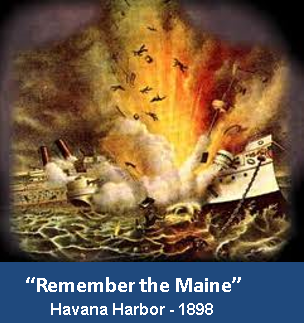 “Remember the Maine”
Havana Harbor - 1898